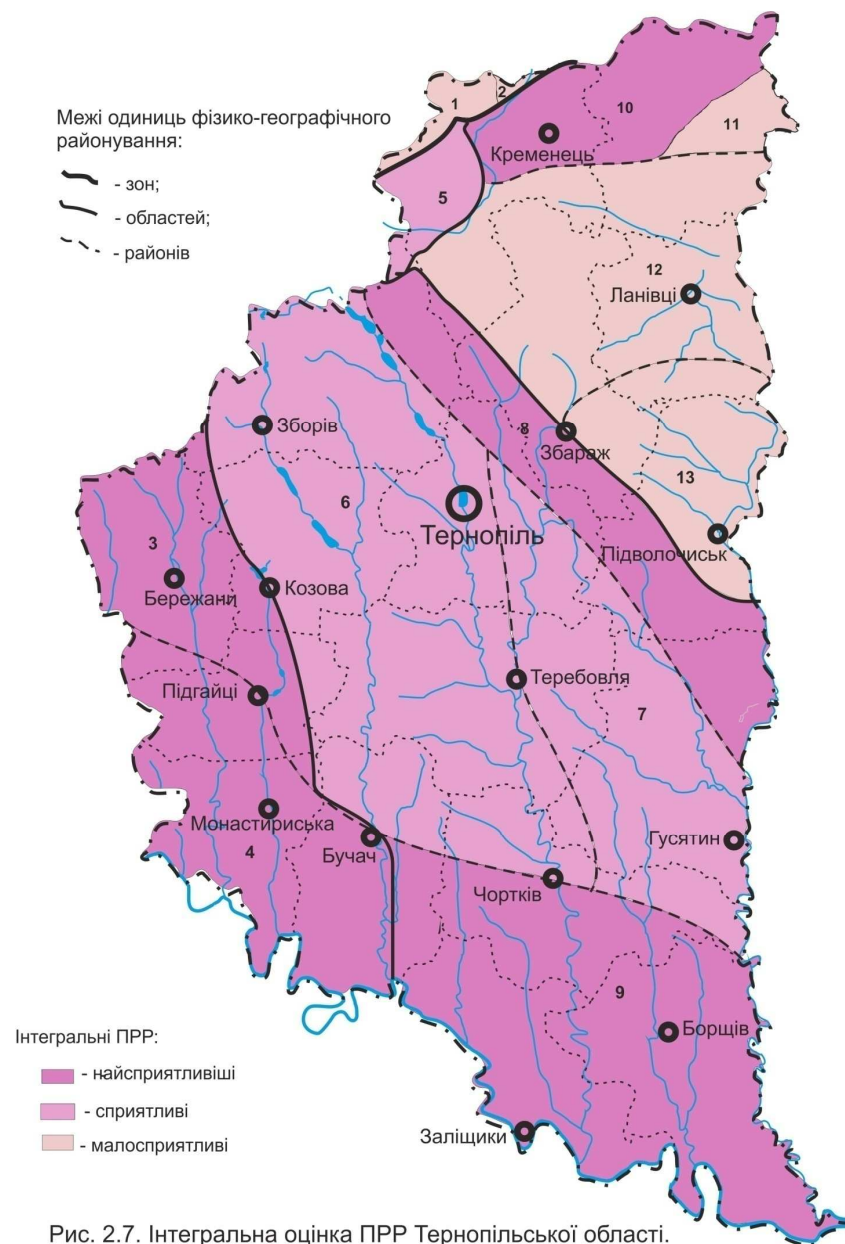 Межі одиниць фізико-географічного
районування:
- зон;
- областей;
- районів
1
2
10
11
Кременець
5
12
Ланівці
Зборів
8
Збараж
6
13
Тернопіль
Підволочиськ
3
Бережани
Козова
Підгайці
Теребовля
7
Монастириська
4
Бучач
Гусятин
Чортків
9
Борщів
Заліщики
Інтегральні ПРР:
- найсприятливіші
- сприятливі
- малосприятливі
Рис. 2.7. Інтегральна оцінка ПРР Тернопільської області.